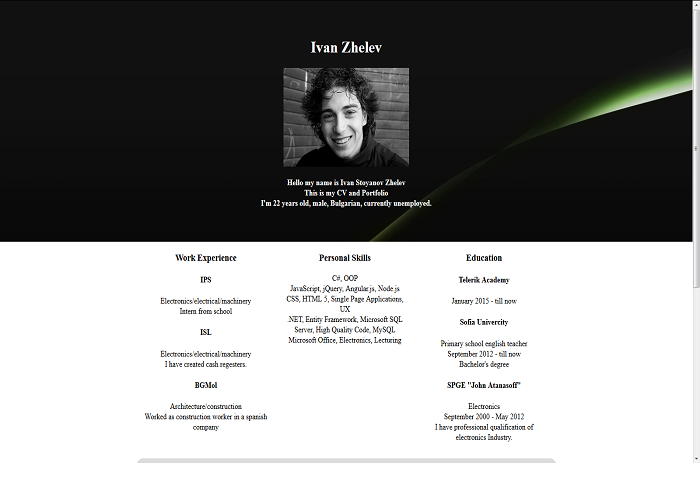 Ivan Zhelev
Hello my name is Ivan Stoyanov Zhelev
This is my CV and Portfolio
I'm 22 years old, male, Bulgarian, currently unemployed.
Work Experience
IPS
Electronics/electrical/machinery
Intern from school
ISL
Electronics/electrical/machinery
I have created cash regesters.
BGMol
Architecture/construction
Worked as construction worker in a spanish
company
Personal Skills
C#, OOP
JavaScript, jQuery, Angular.js, Node.js
CSS, HTML 5, Single Page Applications,
UX
.NET, Entity Framework, Microsoft SQL
Server, High Quality Code, MySQL
Microsoft Office, Electronics, Lecturing
Education
Telerik Academy
January 2015 - till now
Sofia Univercity
Primary school english teacher
September 2012 - till now
Bachelor's degree
SPGE "John Atanasoff"
Electronics
September 2000 - May 2012
I have professional qualification of
electronics Industry.